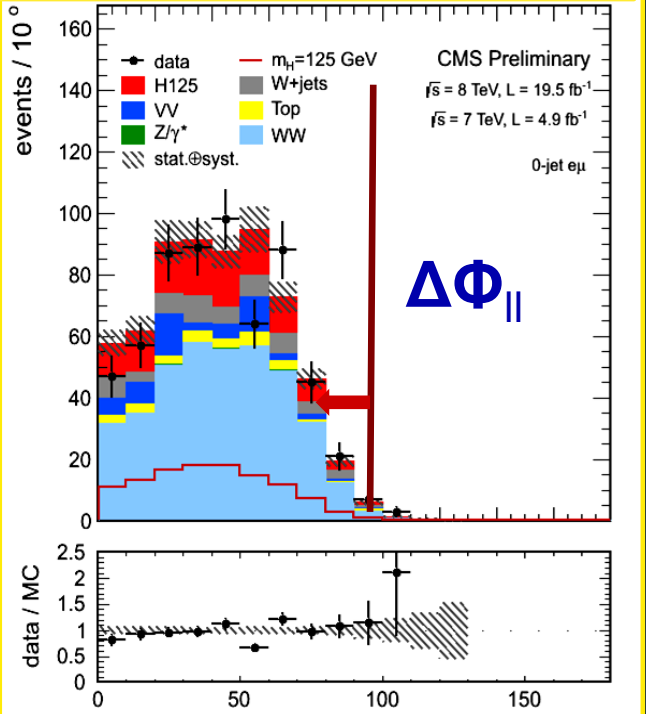 events / 10 °
160
140
120
100
80
60
40
20
0
data
H125
VV
Z/γ*
stat.⊕syst.
m_H=125 GeV
W+jets
Top
WW
CMS Preliminary
√s = 8 TeV, L = 19.5 fb⁻¹
√s = 7 TeV, L = 4.9 fb⁻¹
0-jet eμ
ΔΦ_ll
data / MC
2.5
2
1.5
1
0.5
0
0
50
100
150